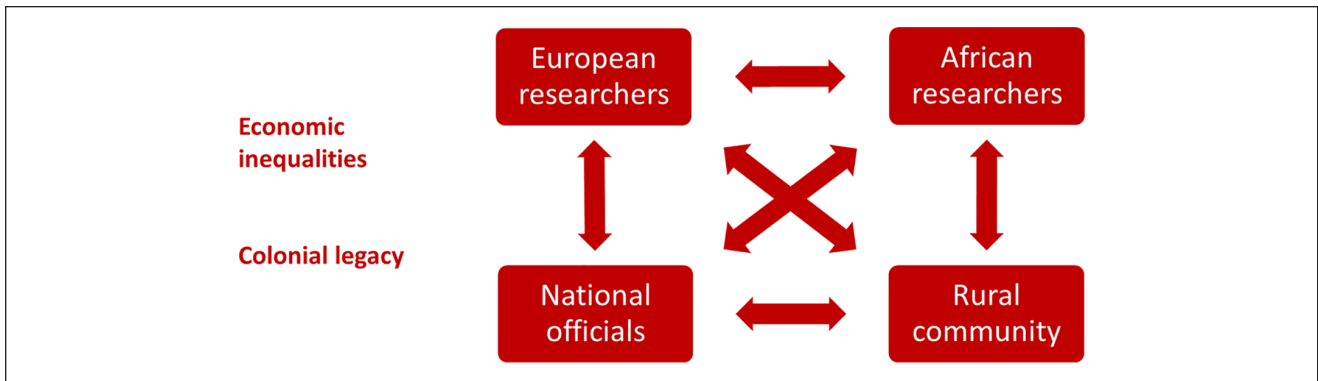 European
researchers
African
researchers
Economic
inequalities
Colonial legacy
National
officials
Rural
community